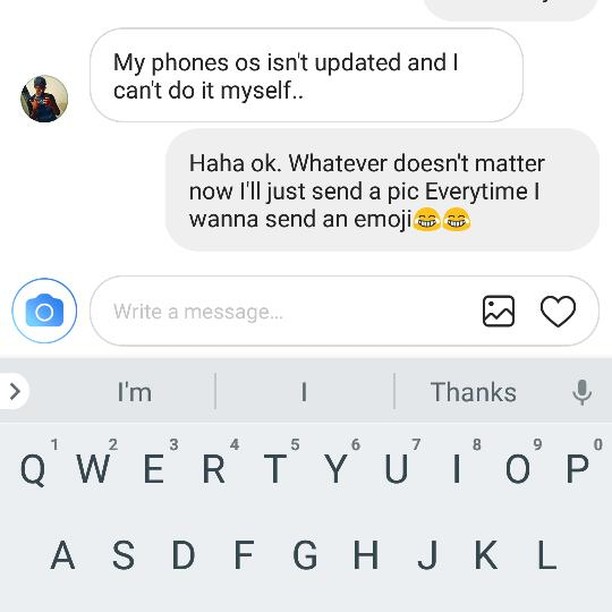 My phones os isn't updated and I
can't do it myself..
Haha ok. Whatever doesn't matter
now I'll just send a pic Everytime I
wanna send an emoji😂😂
Write a message...
I'm I Thanks
1 2 3 4 5 6 7 8 9 0
Q W E R T Y U I O P
A S D F G H J K L